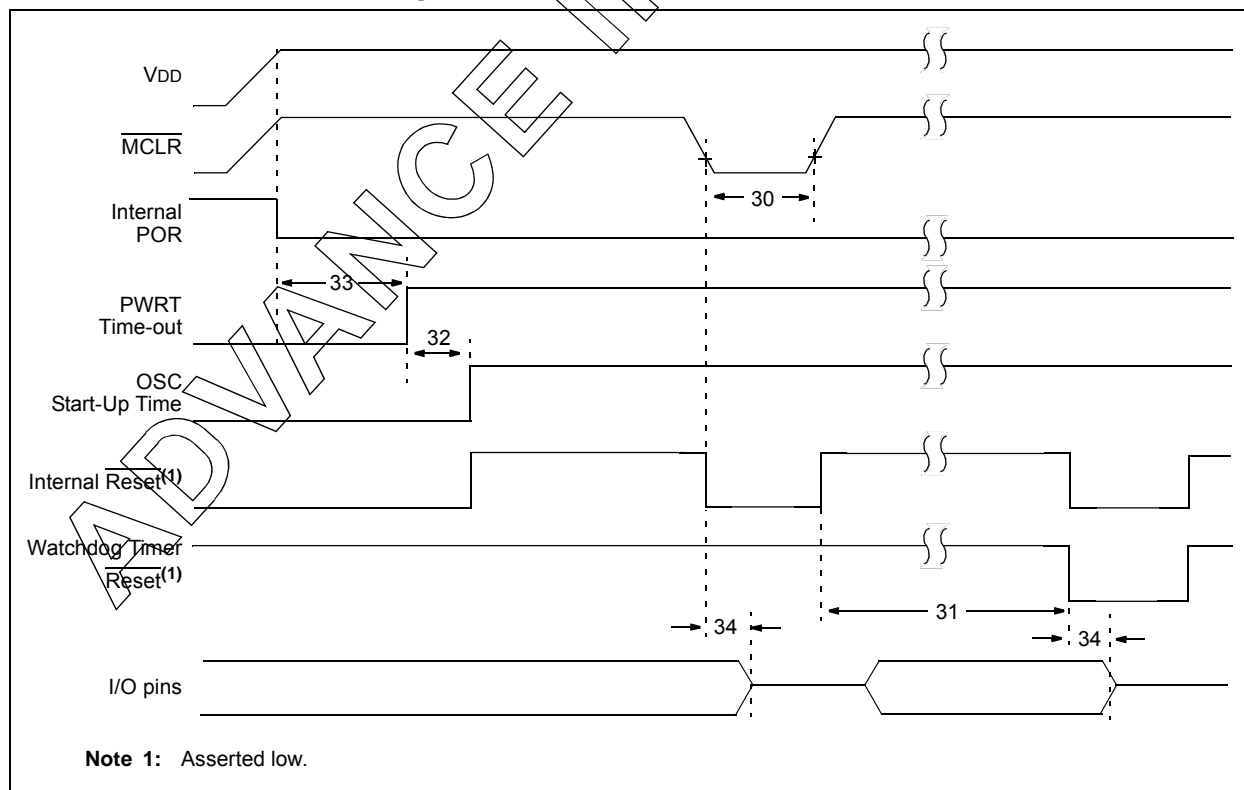 VDD
MCLR
30
Internal
POR
33
PWRT
Time-out
32
OSC
Start-Up Time
Internal Reset(1)
Watchdog Timer
Reset(1)
31
34
34
I/O pins
Note 1: Asserted low.
ADVANCE IN